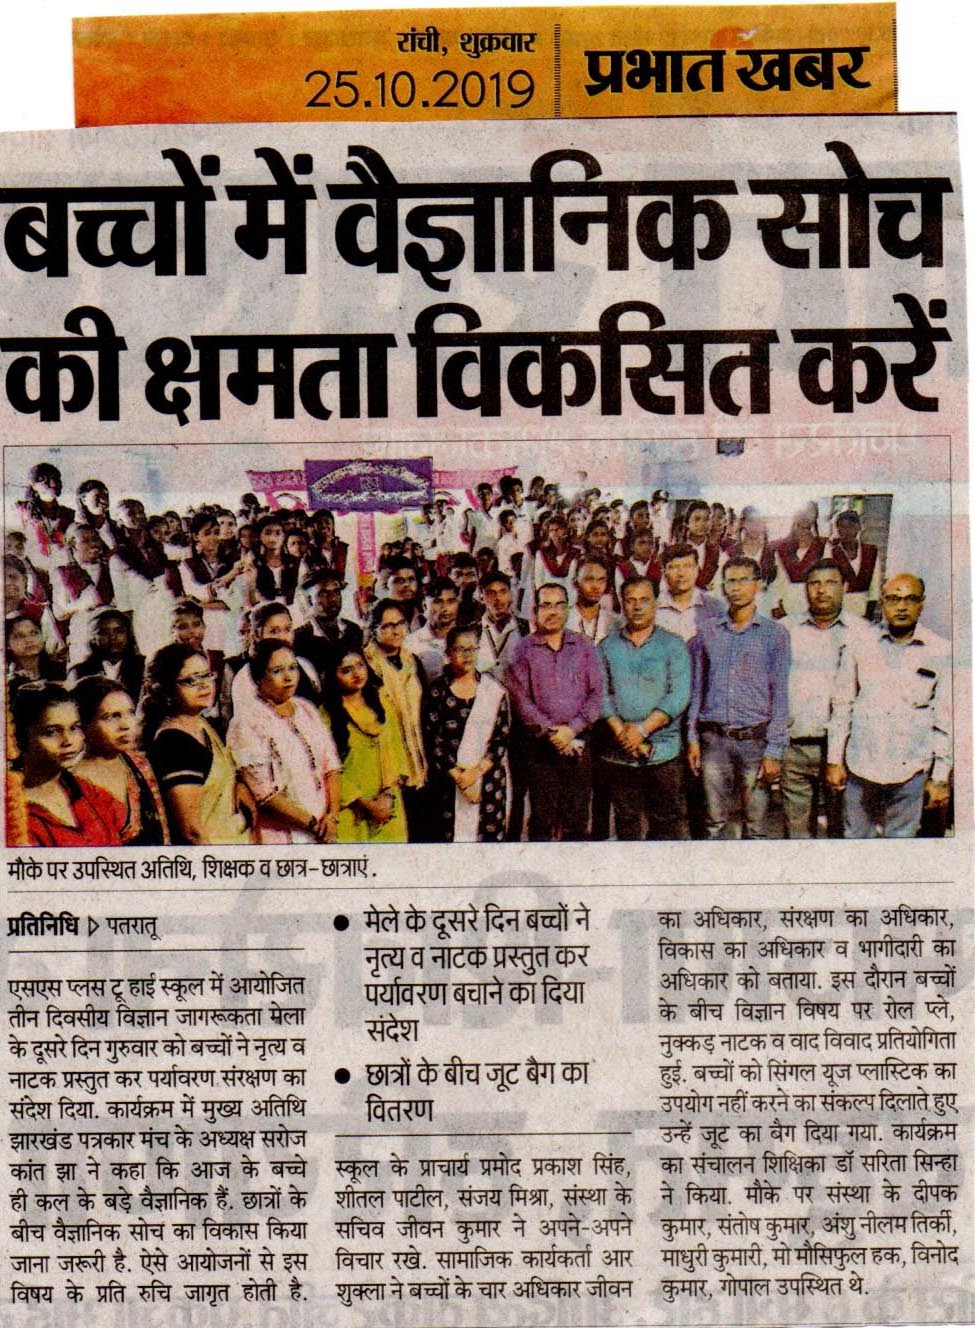 रांची, शुक्रवार
25.10.2019
प्रभात खबर
बच्चों में वैज्ञानिक सोच
की क्षमता विकसित करें
मौके पर उपस्थित अतिथि, शिक्षक व छात्र-छात्राएं.
प्रतिनिधि ▷ पतरातू
एसएस प्लस टू हाई स्कूल में आयोजित
तीन दिवसीय विज्ञान जागरूकता मेला
के दूसरे दिन गुरुवार को बच्चों ने नृत्य व
नाटक प्रस्तुत कर पर्यावरण संरक्षण का
संदेश दिया. कार्यक्रम में मुख्य अतिथि
झारखंड पत्रकार मंच के अध्यक्ष सरोज
कांत झा ने कहा कि आज के बच्चे
ही कल के बड़े वैज्ञानिक हैं. छात्रों के
बीच वैज्ञानिक सोच का विकास किया
जाना जरूरी है. ऐसे आयोजनों से इस
विषय के प्रति रुचि जागृत होती है.
● मेले के दूसरे दिन बच्चों ने
नृत्य व नाटक प्रस्तुत कर
पर्यावरण बचाने का दिया
संदेश
● छात्रों के बीच जूट बैग का
वितरण
स्कूल के प्राचार्य प्रमोद प्रकाश सिंह,
शीतल पाटील, संजय मिश्रा, संस्था के
सचिव जीवन कुमार ने अपने-अपने
विचार रखे. सामाजिक कार्यकर्ता आर
शुक्ला ने बच्चों के चार अधिकार जीवन
का अधिकार, संरक्षण का अधिकार,
विकास का अधिकार व भागीदारी का
अधिकार को बताया. इस दौरान बच्चों
के बीच विज्ञान विषय पर रोल प्ले,
नुक्कड़ नाटक व वाद विवाद प्रतियोगिता
हुई. बच्चों को सिंगल यूज प्लास्टिक का
उपयोग नहीं करने का संकल्प दिलाते हुए
उन्हें जूट का बैग दिया गया. कार्यक्रम
का संचालन शिक्षिका डॉ सरिता सिन्हा
ने किया. मौके पर संस्था के दीपक
कुमार, संतोष कुमार, अंशु नीलम तिर्की,
माधुरी कुमारी, मो मौसिफुल हक, विनोद
कुमार, गोपाल उपस्थित थे.